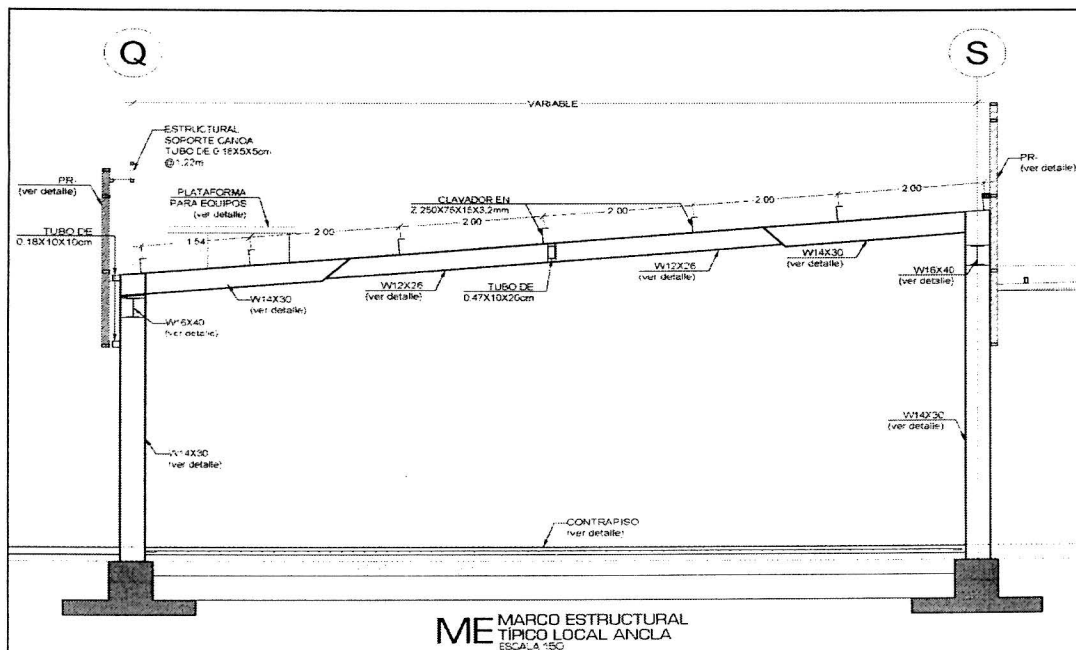 Q
S
VARIABLE
ESTRUCTURAL
SOPORTE CANOA
TUBO DE 0.18X5X5cm
@1.22m
PR-
(ver detalle)
PR-
(ver detalle)
PLATAFORMA
PARA EQUIPOS
(ver detalle)
CLAVADOR EN
Z 250X75X15X3.2mm
2.00
2.00
2.00
2.00
2.00
1.54
TUBO DE
0.18X10X10cm
W14X30
(ver detalle)
W12X26
(ver detalle)
TUBO DE
0.47X10X20cm
W12X26
(ver detalle)
W14X30
(ver detalle)
W16X40
(ver detalle)
W16X40
(ver detalle)
W14X30
(ver detalle)
W14X30
(ver detalle)
CONTRAPISO
(ver detalle)
ME
MARCO ESTRUCTURAL
TÍPICO LOCAL ANCLA
ESCALA 1:50